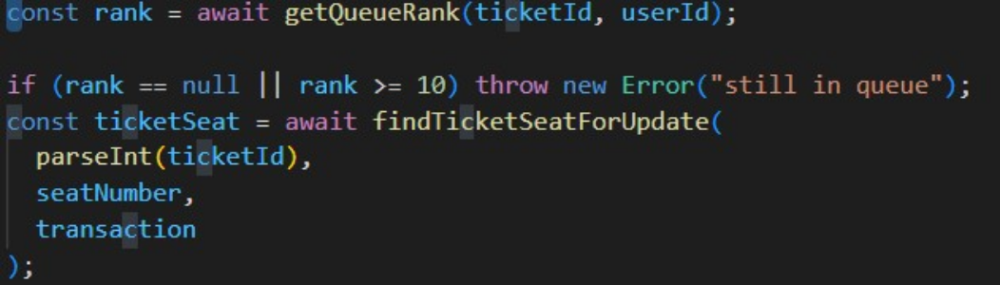 const rank = await getQueueRank(ticketId, userId);
if (rank == null || rank >= 10) throw new Error("still in queue");
const ticketSeat = await findTicketSeatForUpdate(
parseInt(ticketId),
seatNumber,
transaction
);